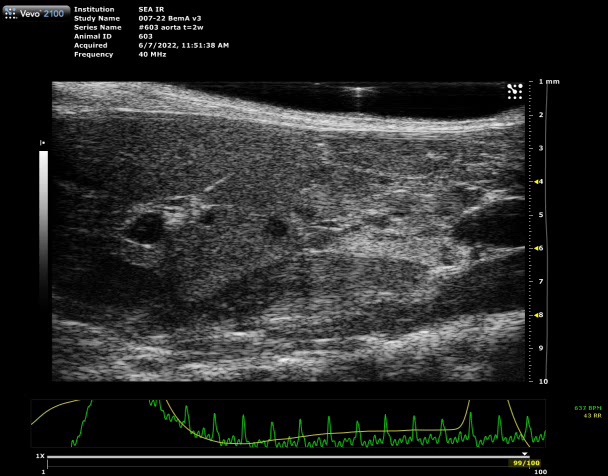 Vevo 2100
Institution SEA IR
Study Name 007-22 BemA v3
Series Name #603 aorta t=2w
Animal ID 603
Acquired 6/7/2022, 11:51:38 AM
Frequency 40 MHz
1 mm
2
3
4
5
6
7
8
9
10
632 BPM
43 RR
1X
99/100
1 100